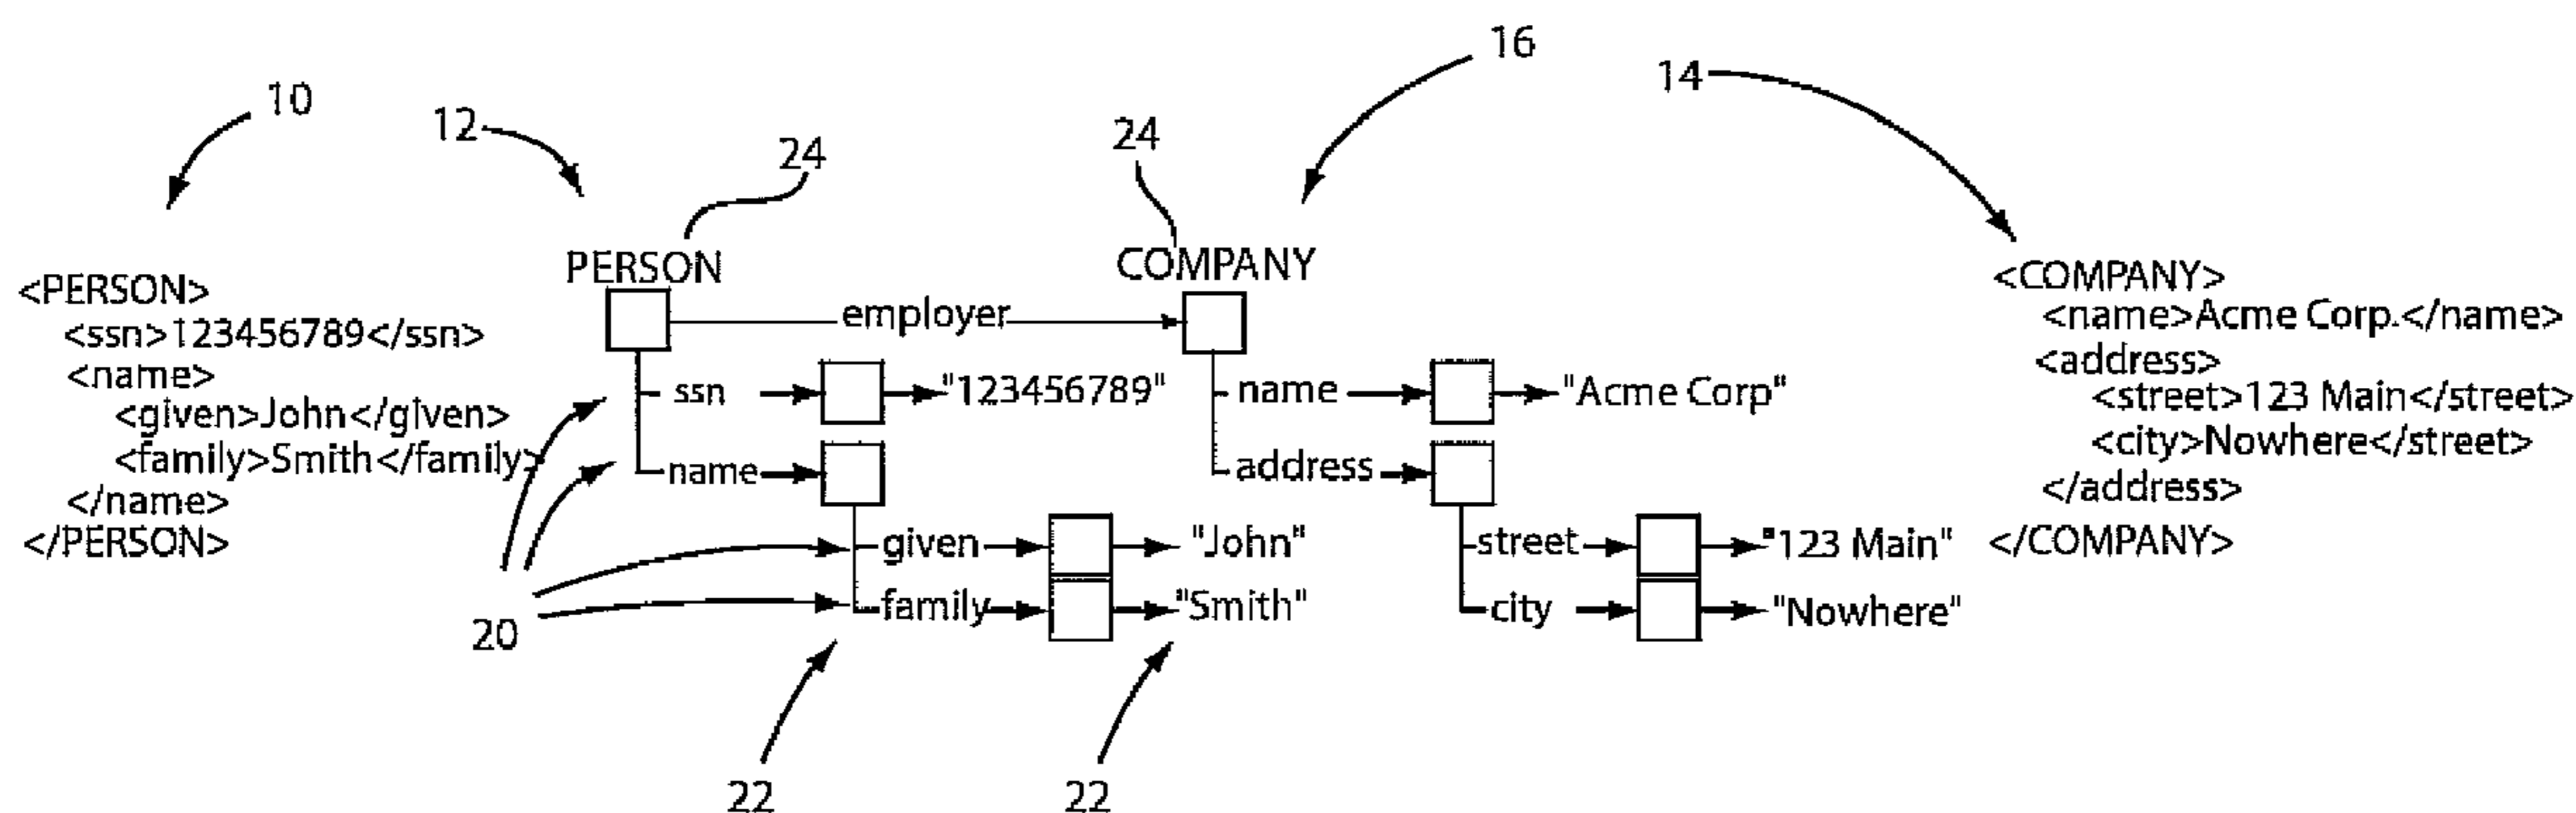 16
14
10
12
24
24
PERSON
COMPANY
<PERSON>
<ssn>123456789</ssn>
<name>
<given>John</given>
<family>Smith</family>
</name>
</PERSON>
employer
ssn
"123456789"
name
given
"John"
family
"Smith"
name
"Acme Corp"
address
street
"123 Main"
city
"Nowhere"
<COMPANY>
<name>Acme Corp.</name>
<address>
<street>123 Main</street>
<city>Nowhere</street>
</address>
</COMPANY>
20
22
22